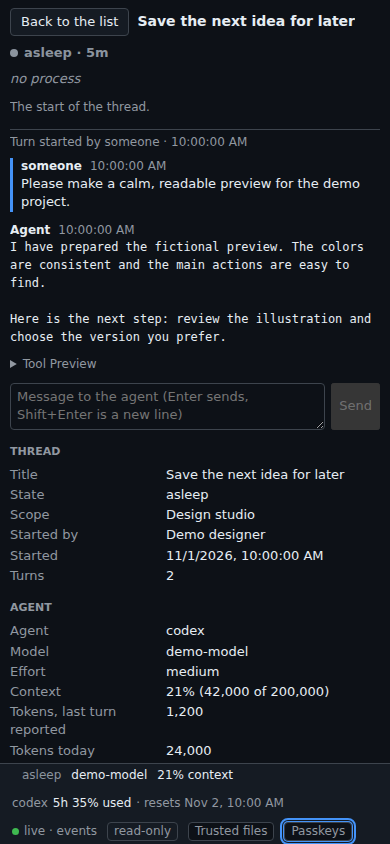 Back to the list Save the next idea for later
asleep · 5m
no process
The start of the thread.
Turn started by someone · 10:00:00 AM
someone 10:00:00 AM
Please make a calm, readable preview for the demo
project.
Agent 10:00:00 AM
I have prepared the fictional preview. The colors
are consistent and the main actions are easy to
find.
Here is the next step: review the illustration and
choose the version you prefer.
Tool Preview
Message to the agent (Enter sends,
Shift+Enter is a new line)
Send
THREAD
Title Save the next idea for later
State asleep
Scope Design studio
Started by Demo designer
Started 11/1/2026, 10:00:00 AM
Turns 2
AGENT
Agent codex
Model demo-model
Effort medium
Context 21% (42,000 of 200,000)
Tokens, last turn 1,200
reported
Tokens today 24,000
asleep demo-model 21% context
codex 5h 35% used · resets Nov 2, 10:00 AM
live · events read-only Trusted files Passkeys